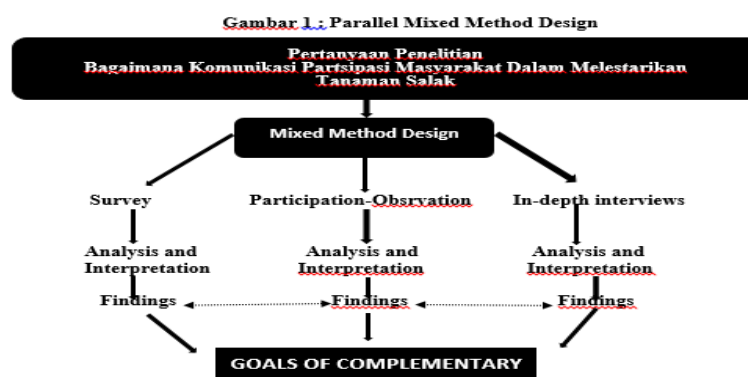 Gambar 1 : Parallel Mixed Method Design
Pertanyaan Penelitian
Bagaimana Komunikasi Partsipasi Masyarakat Dalam Melestarikan
Tanaman Salak
Mixed Method Design
Survey
Participation-Obsrvation
In-depth interviews
Analysis and
Interpretation
Analysis and
Interpretation
Analysis and
Interpretation
Findings
Findings
Findings
GOALS OF COMPLEMENTARY